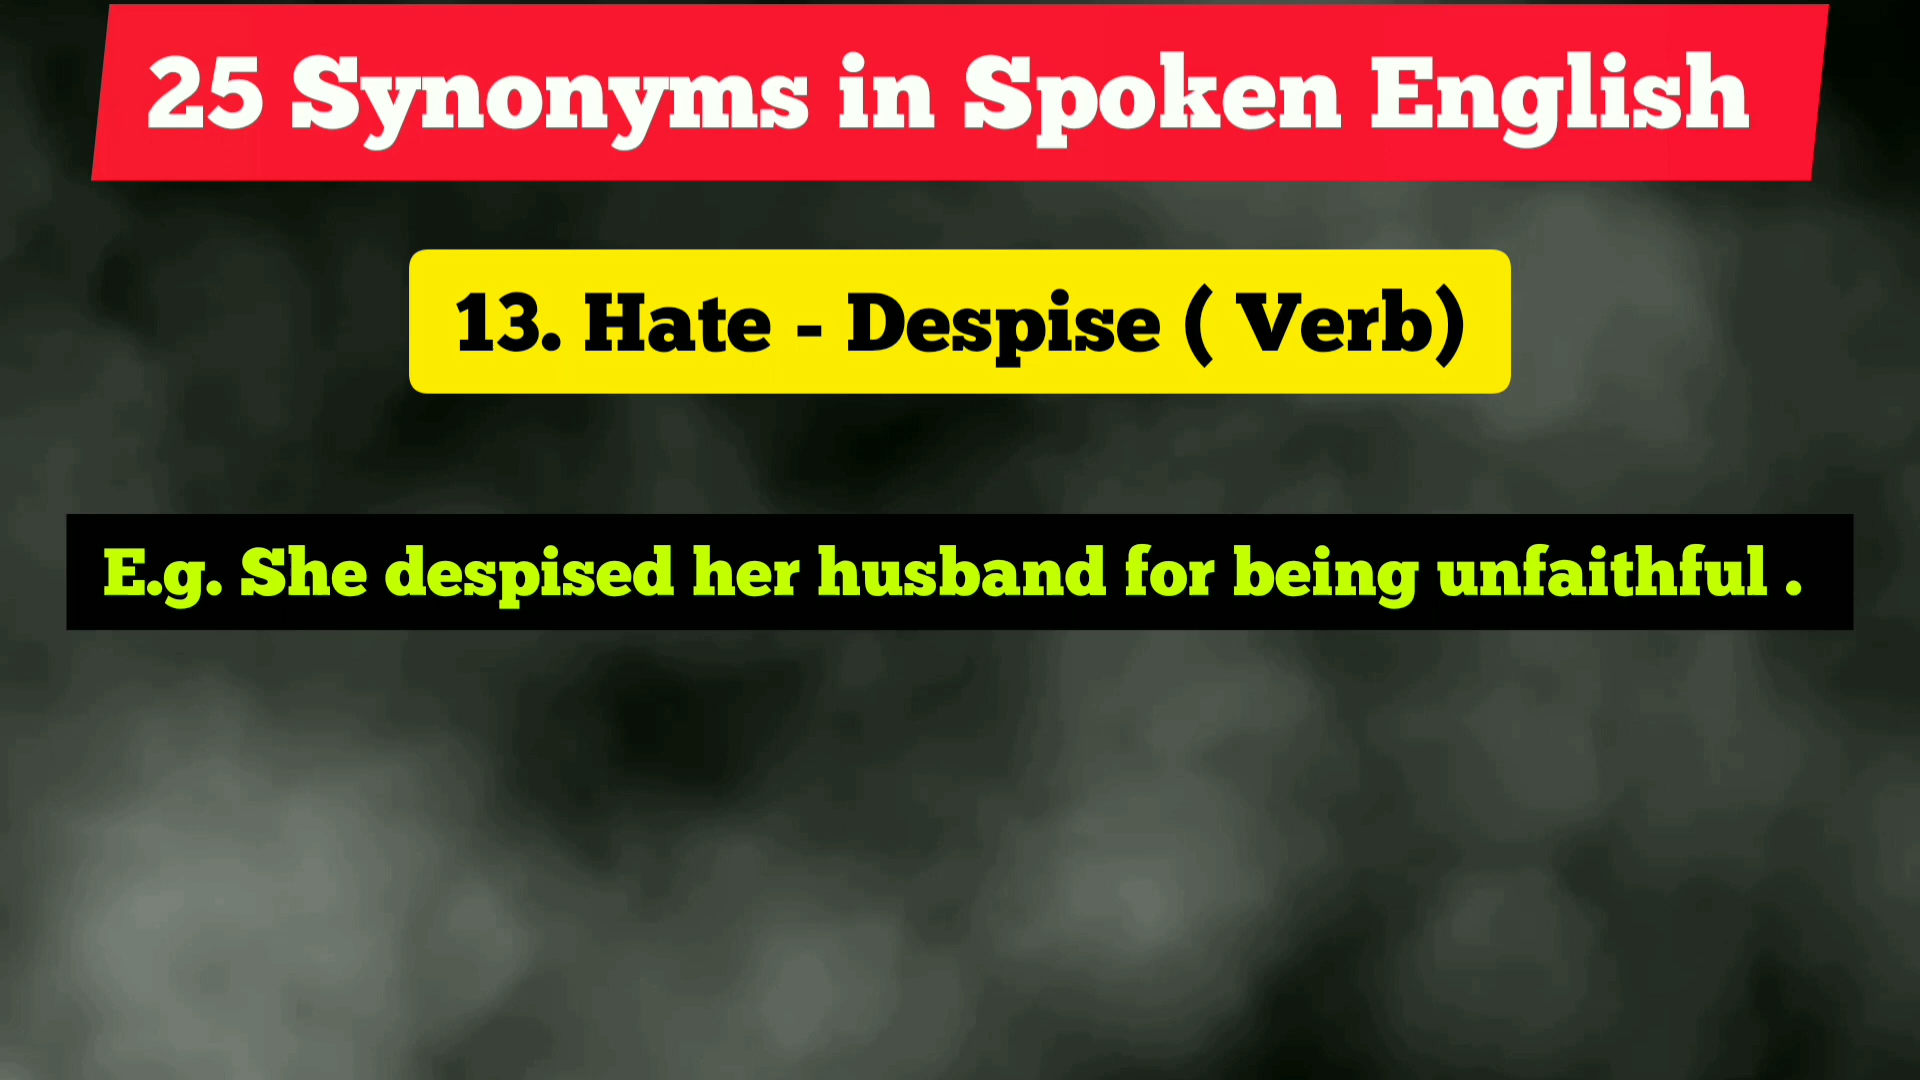 25 Synonyms in Spoken English
13. Hate - Despise ( Verb)
E.g. She despised her husband for being unfaithful .